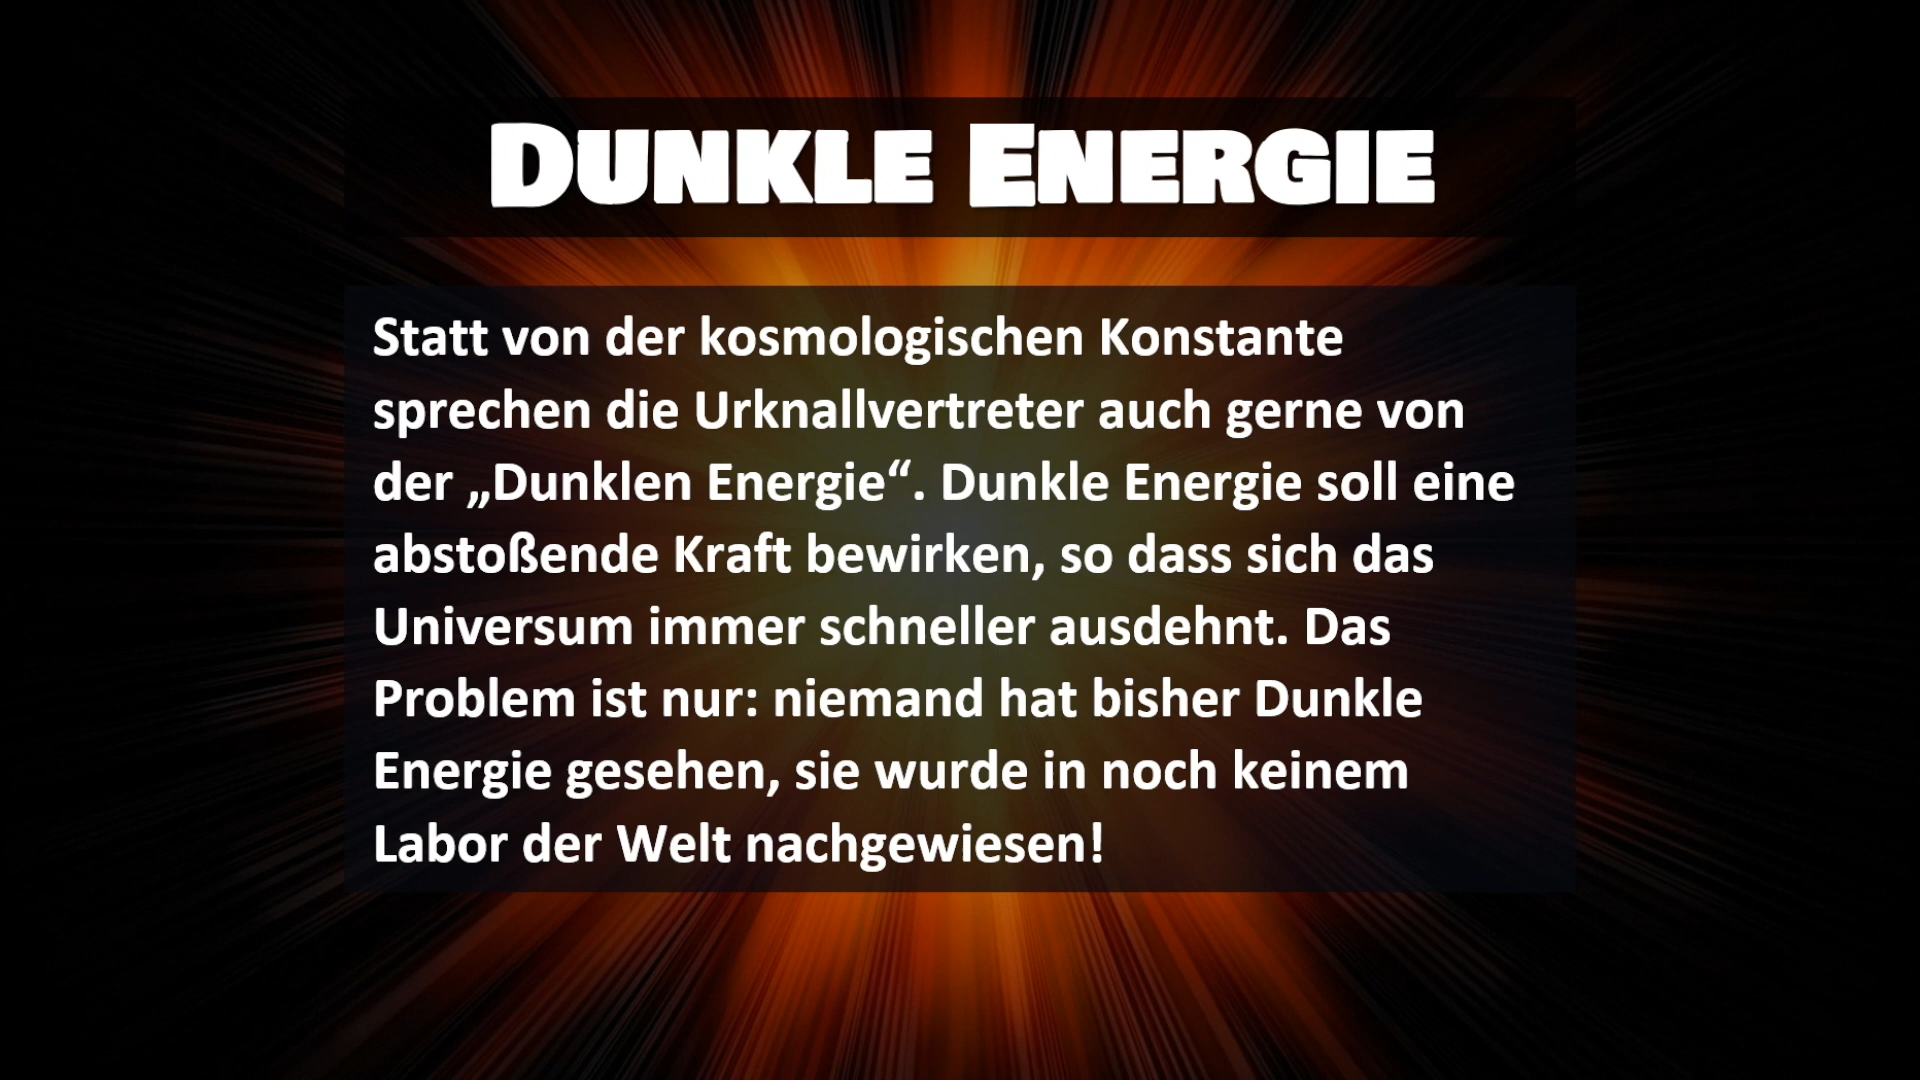 DUNKLE ENERGIE
Statt von der kosmologischen Konstante
sprechen die Urknallvertreter auch gerne von
der „Dunklen Energie“. Dunkle Energie soll eine
abstoßende Kraft bewirken, so dass sich das
Universum immer schneller ausdehnt. Das
Problem ist nur: niemand hat bisher Dunkle
Energie gesehen, sie wurde in noch keinem
Labor der Welt nachgewiesen!